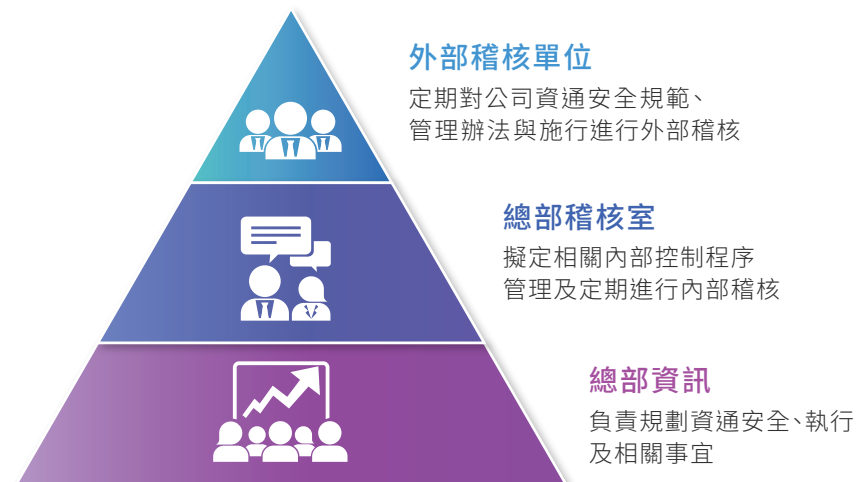 外部稽核單位
定期對公司資通安全規範、
管理辦法與施行進行外部稽核
總部稽核室
擬定相關內部控制程序
管理及定期進行內部稽核
總部資訊
負責規劃資通安全、執行
及相關事宜